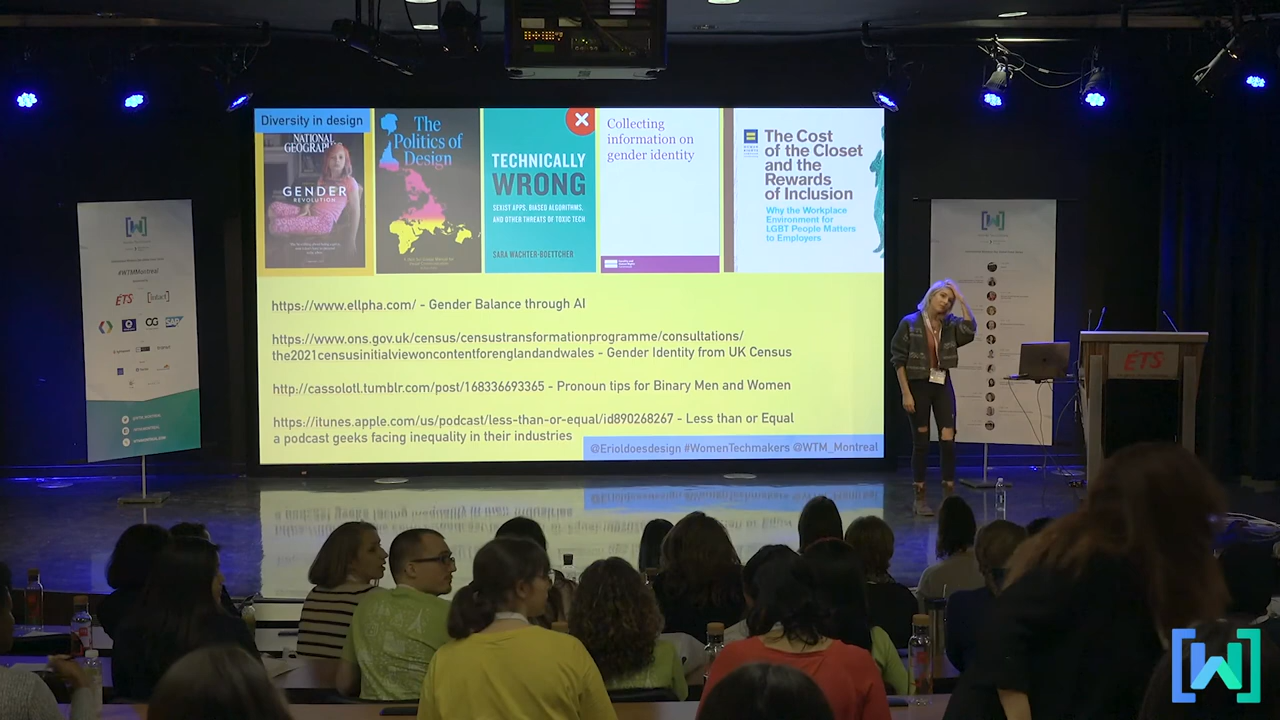 Diversity in design
NATIONAL
GEOGRAPHIC
GENDER
REVOLUTION
The
Politics of
Design
TECHNICALLY
WRONG
SEXIST APPS, BIASED ALGORITHMS,
AND OTHER THREATS OF TOXIC TECH
SARA WACHTER-BOETTCHER
Collecting
information on
gender identity
The Cost
of the Closet
and the
Rewards
of Inclusion
Why the Workplace
Environment for
LGBT People Matters
to Employers
https://www.ellpha.com/ - Gender Balance through AI
https://www.ons.gov.uk/census/censustransformationprogramme/consultations/
the2021censusinitialviewoncontentforenglandandwales - Gender Identity from UK Census
http://cassolotl.tumblr.com/post/168336693365 - Pronoun tips for Binary Men and Women
https://itunes.apple.com/us/podcast/less-than-or-equal/id890268267 - Less than or Equal
a podcast geeks facing inequality in their industries
@Erioldoesdesign #WomenTechmakers @WTM_Montreal
#WTMMontreal
ETS
[intact]
CG
SAP
ETS
W